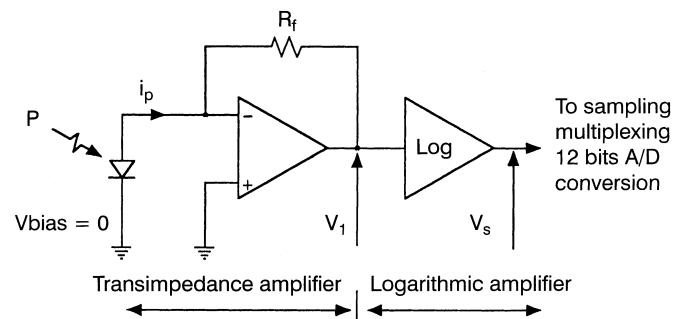 R_f
i_p
P
−
+
Log
To sampling
multiplexing
12 bits A/D
conversion
Vbias = 0
V_1
V_s
Transimpedance amplifier
Logarithmic amplifier